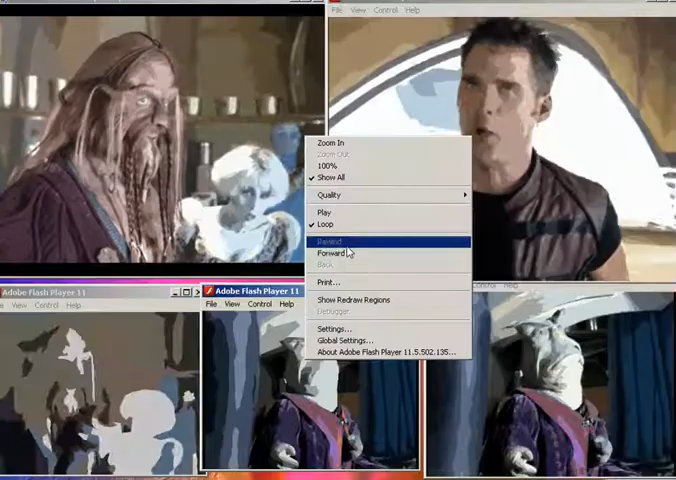 File View Control Help
Zoom In
Zoom Out
100%
Show All
Quality
Play
Loop
Rewind
Forward
Back
Print...
Show Redraw Regions
Debugger
Settings...
Global Settings...
About Adobe Flash Player 11.5.502.135...
Adobe Flash Player 11
View Control Help
Adobe Flash Player 11
File View Control Help
Control Help